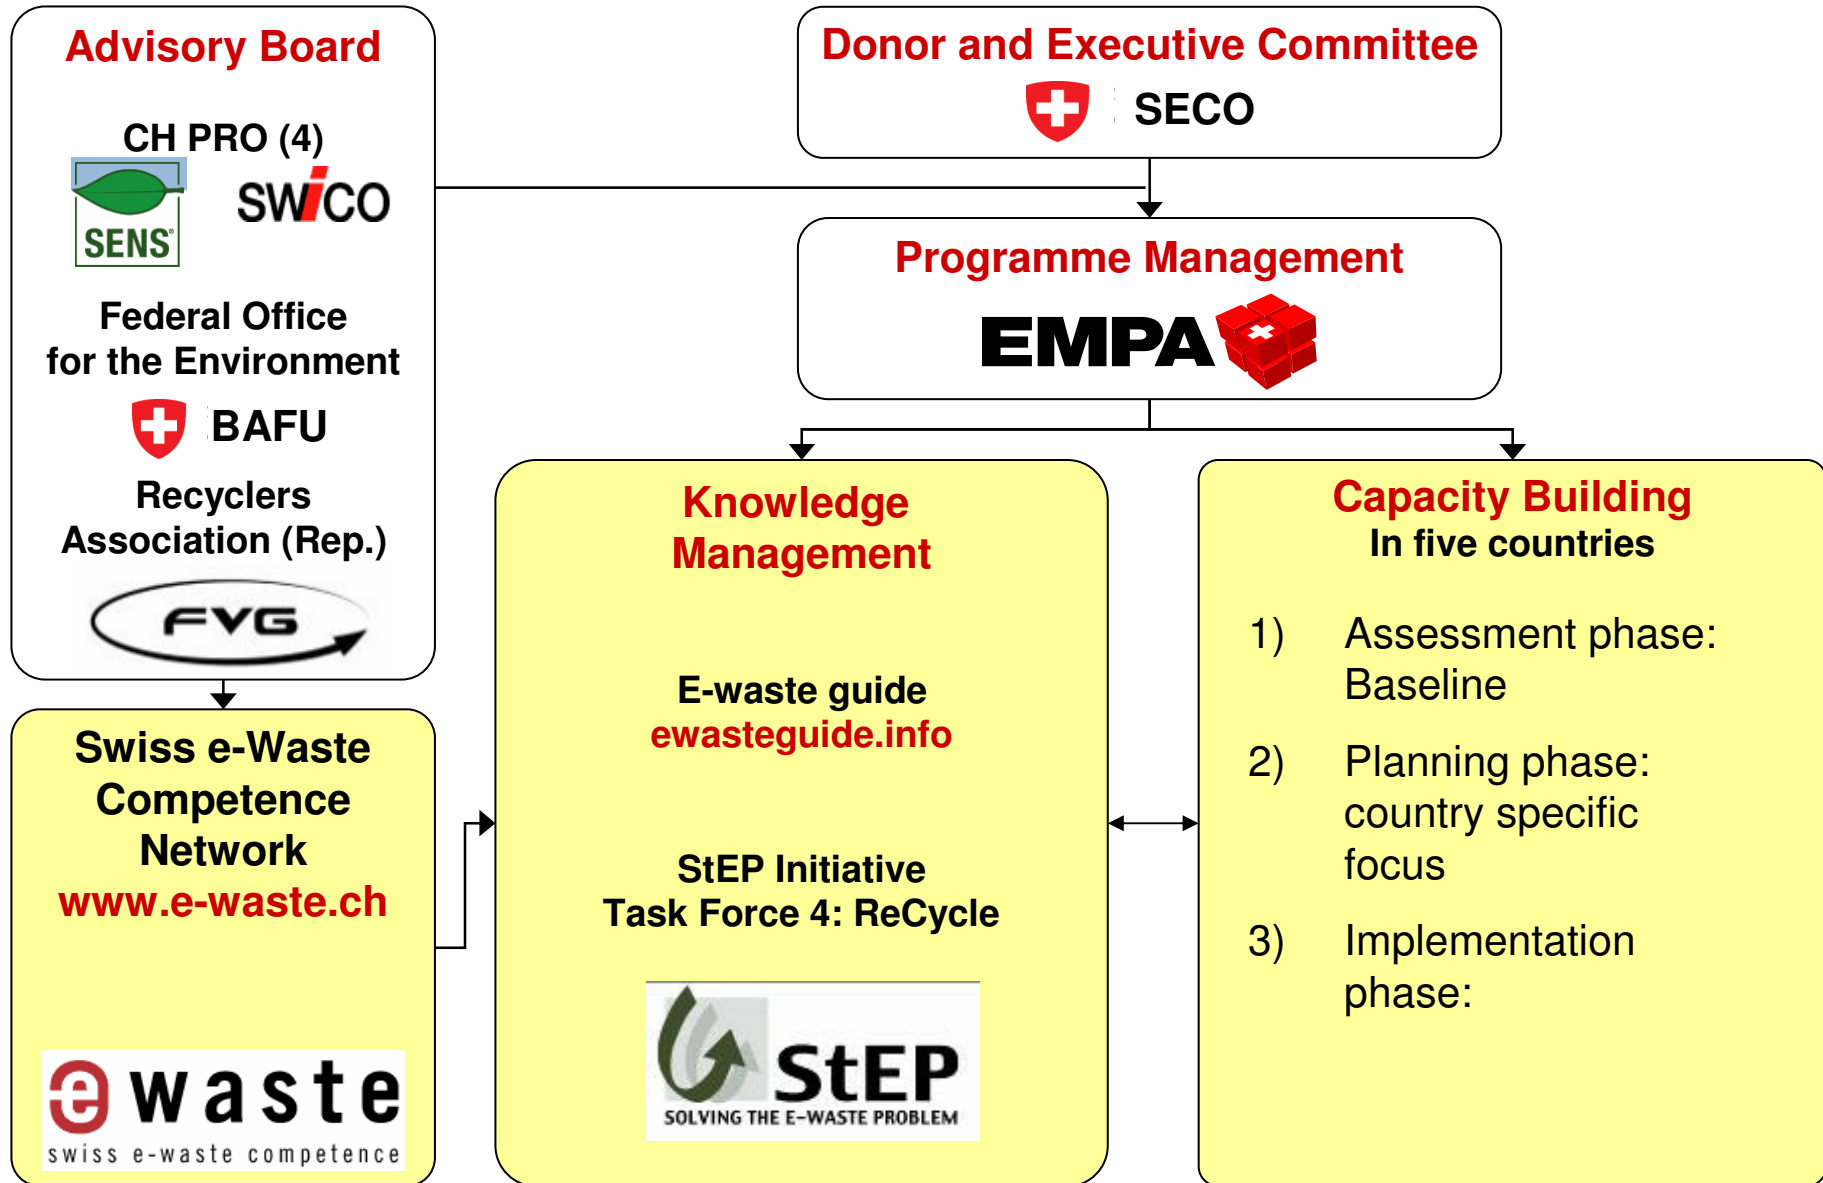 Advisory Board
CH PRO (4)
SENS®
SWiCO
Federal Office
for the Environment
BAFU
Recyclers
Association (Rep.)
FVG
Donor and Executive Committee
SECO
Programme Management
EMPA
Swiss e-Waste
Competence
Network
www.e-waste.ch
e waste
swiss e-waste competence
Knowledge
Management
E-waste guide
ewasteguide.info
StEP Initiative
Task Force 4: ReCycle
StEP
SOLVING THE E-WASTE PROBLEM
Capacity Building
In five countries
1) Assessment phase:
Baseline
2) Planning phase:
country specific
focus
3) Implementation
phase: